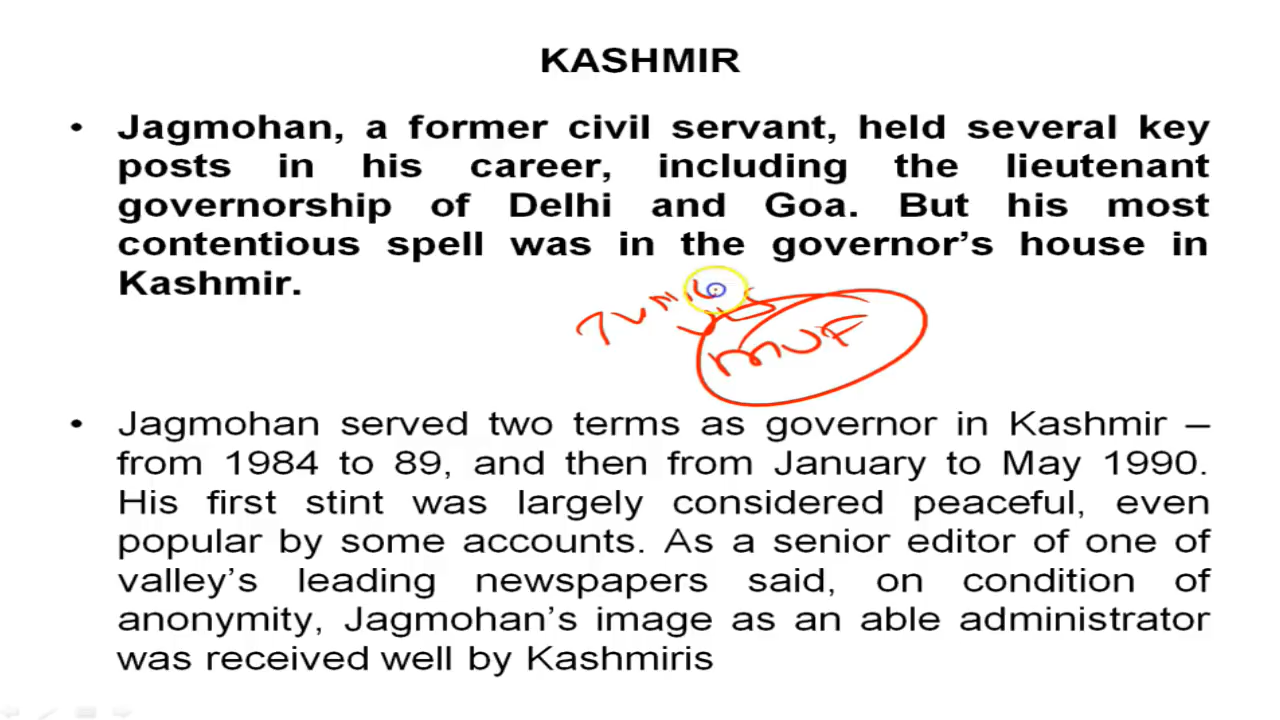 KASHMIR
• Jagmohan, a former civil servant, held several key
posts in his career, including the lieutenant
governorship of Delhi and Goa. But his most
contentious spell was in the governor's house in
Kashmir.
MUF
• Jagmohan served two terms as governor in Kashmir –
from 1984 to 89, and then from January to May 1990.
His first stint was largely considered peaceful, even
popular by some accounts. As a senior editor of one of
valley's leading newspapers said, on condition of
anonymity, Jagmohan's image as an able administrator
was received well by Kashmiris